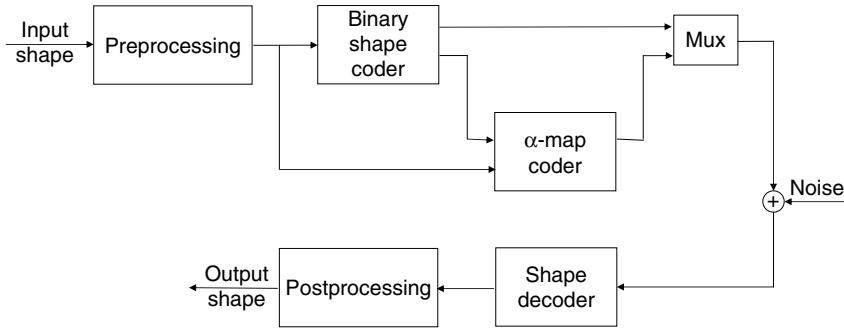 Input
shape
Preprocessing
Binary
shape
coder
Mux
α-map
coder
+
Noise
Output
shape
Postprocessing
Shape
decoder